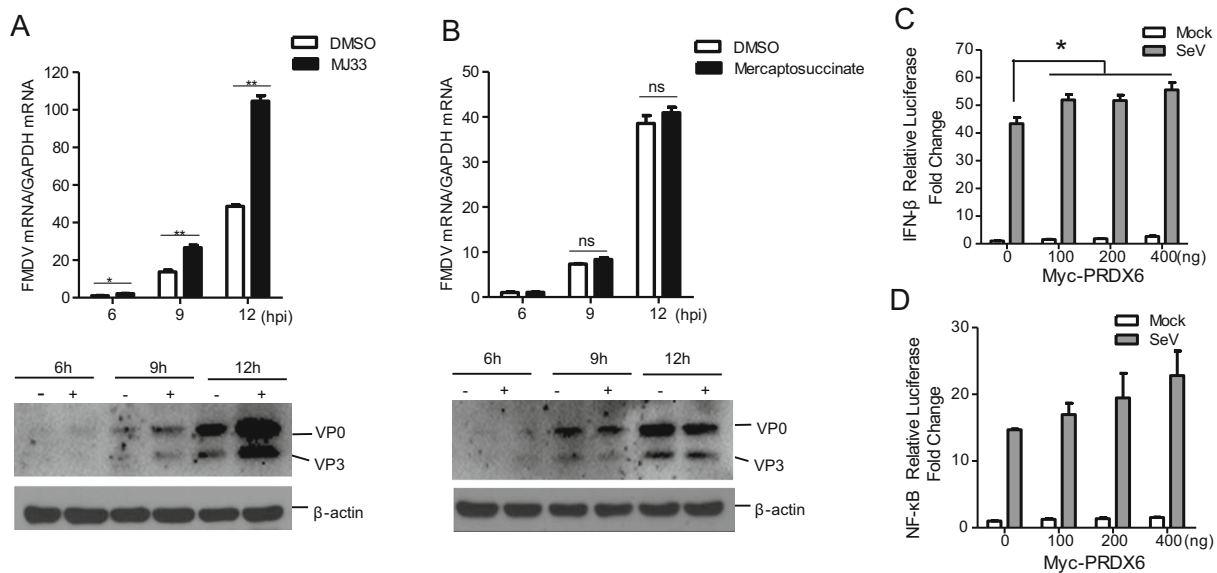 A
DMSO
MJ33
FMDV mRNA/GAPDH mRNA
120
100
80
60
40
20
0
*
**
**
6 9 12 (hpi)
6h 9h 12h
- + - + - +
VP0
VP3
β-actin
B
DMSO
Mercaptosuccinate
FMDV mRNA/GAPDH mRNA
50
40
30
20
10
0
ns
ns
6 9 12 (hpi)
6h 9h 12h
- + - + - +
VP0
VP3
β-actin
C
Mock
SeV
IFN-β Relative Luciferase
Fold Change
70
60
50
40
30
20
10
0
*
0 100 200 400(ng)
Myc-PRDX6
D
Mock
SeV
NF-κB Relative Luciferase
Fold Change
30
20
10
0
0 100 200 400(ng)
Myc-PRDX6